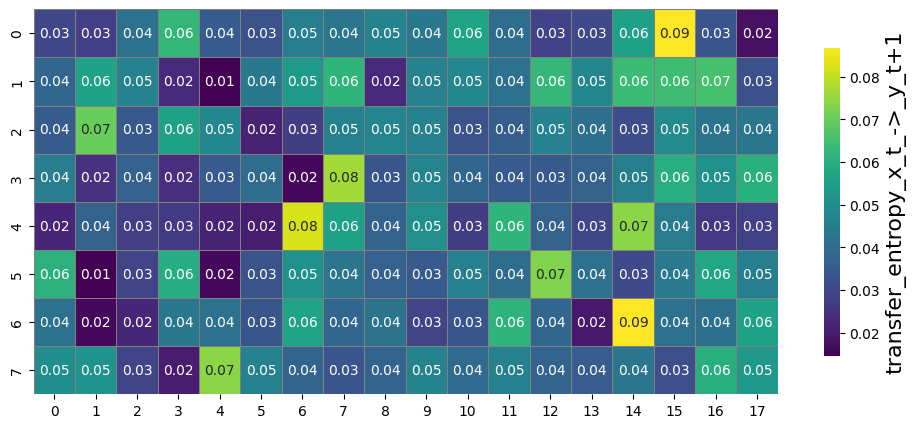 0 0.03 0.03 0.04 0.06 0.04 0.03 0.05 0.04 0.05 0.04 0.06 0.04 0.03 0.03 0.06 0.09 0.03 0.02
1 0.04 0.06 0.05 0.02 0.01 0.04 0.05 0.06 0.02 0.05 0.05 0.04 0.06 0.05 0.06 0.06 0.07 0.03
2 0.04 0.07 0.03 0.06 0.05 0.02 0.03 0.05 0.05 0.05 0.03 0.04 0.05 0.04 0.03 0.05 0.04 0.04
3 0.04 0.02 0.04 0.02 0.03 0.04 0.02 0.08 0.03 0.05 0.04 0.04 0.03 0.04 0.05 0.06 0.05 0.06
4 0.02 0.04 0.03 0.03 0.02 0.02 0.08 0.06 0.04 0.05 0.03 0.06 0.04 0.03 0.07 0.04 0.03 0.03
5 0.06 0.01 0.03 0.06 0.02 0.03 0.05 0.04 0.04 0.03 0.05 0.04 0.07 0.04 0.03 0.04 0.06 0.05
6 0.04 0.02 0.02 0.04 0.04 0.03 0.06 0.04 0.04 0.03 0.03 0.06 0.04 0.02 0.09 0.04 0.04 0.06
7 0.05 0.05 0.03 0.02 0.07 0.05 0.04 0.03 0.04 0.05 0.04 0.05 0.04 0.04 0.04 0.03 0.06 0.05
0 1 2 3 4 5 6 7 8 9 10 11 12 13 14 15 16 17
0.08
0.07
0.06
0.05
0.04
0.03
0.02
transfer_entropy_x_t_->_y_t+1